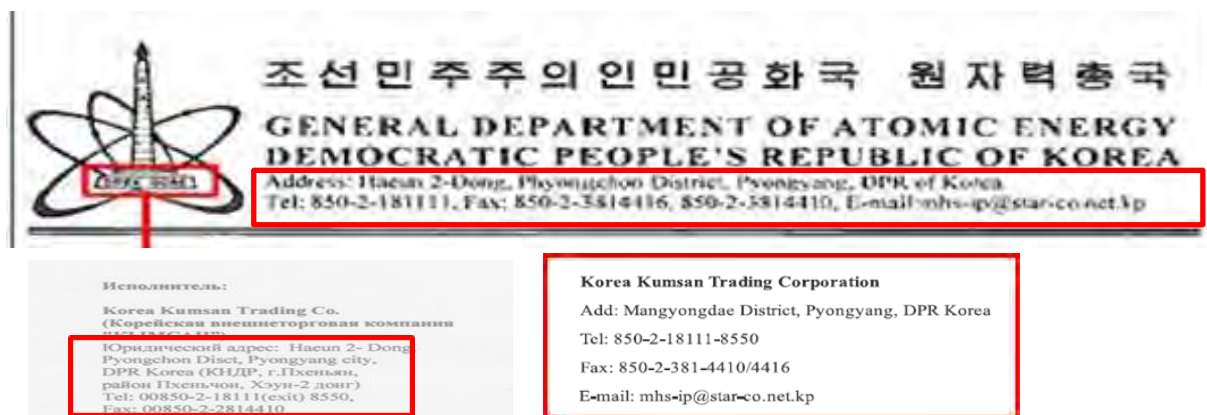 조선민주주의인민공화국 원자력총국
GENERAL DEPARTMENT OF ATOMIC ENERGY
DEMOCRATIC PEOPLE'S REPUBLIC OF KOREA
Address: Haeun 2-Dong, Phyongchon District, Pyongyang, DPR of Korea
Tel: 850-2-18111, Fax: 850-2-3814416, 850-2-3814410, E-mail:mhs-ip@star-co.net.kp
Исполнитель:
Korea Kumsan Trading Co.
(Корейская внешнеторговая компания
Юридический адрес: Haeun 2- Dong,
Pyongchon Disct, Pyongyang city,
DPR Korea (КНДР, г.Пхеньян,
район Пхеньчон, Хэун-2 донг)
Tel: 00850-2-18111(exit) 8550,
Fax: 00850-2-2814410
Korea Kumsan Trading Corporation
Add: Mangyongdae District, Pyongyang, DPR Korea
Tel: 850-2-18111-8550
Fax: 850-2-381-4410/4416
E-mail: mhs-ip@star-co.net.kp